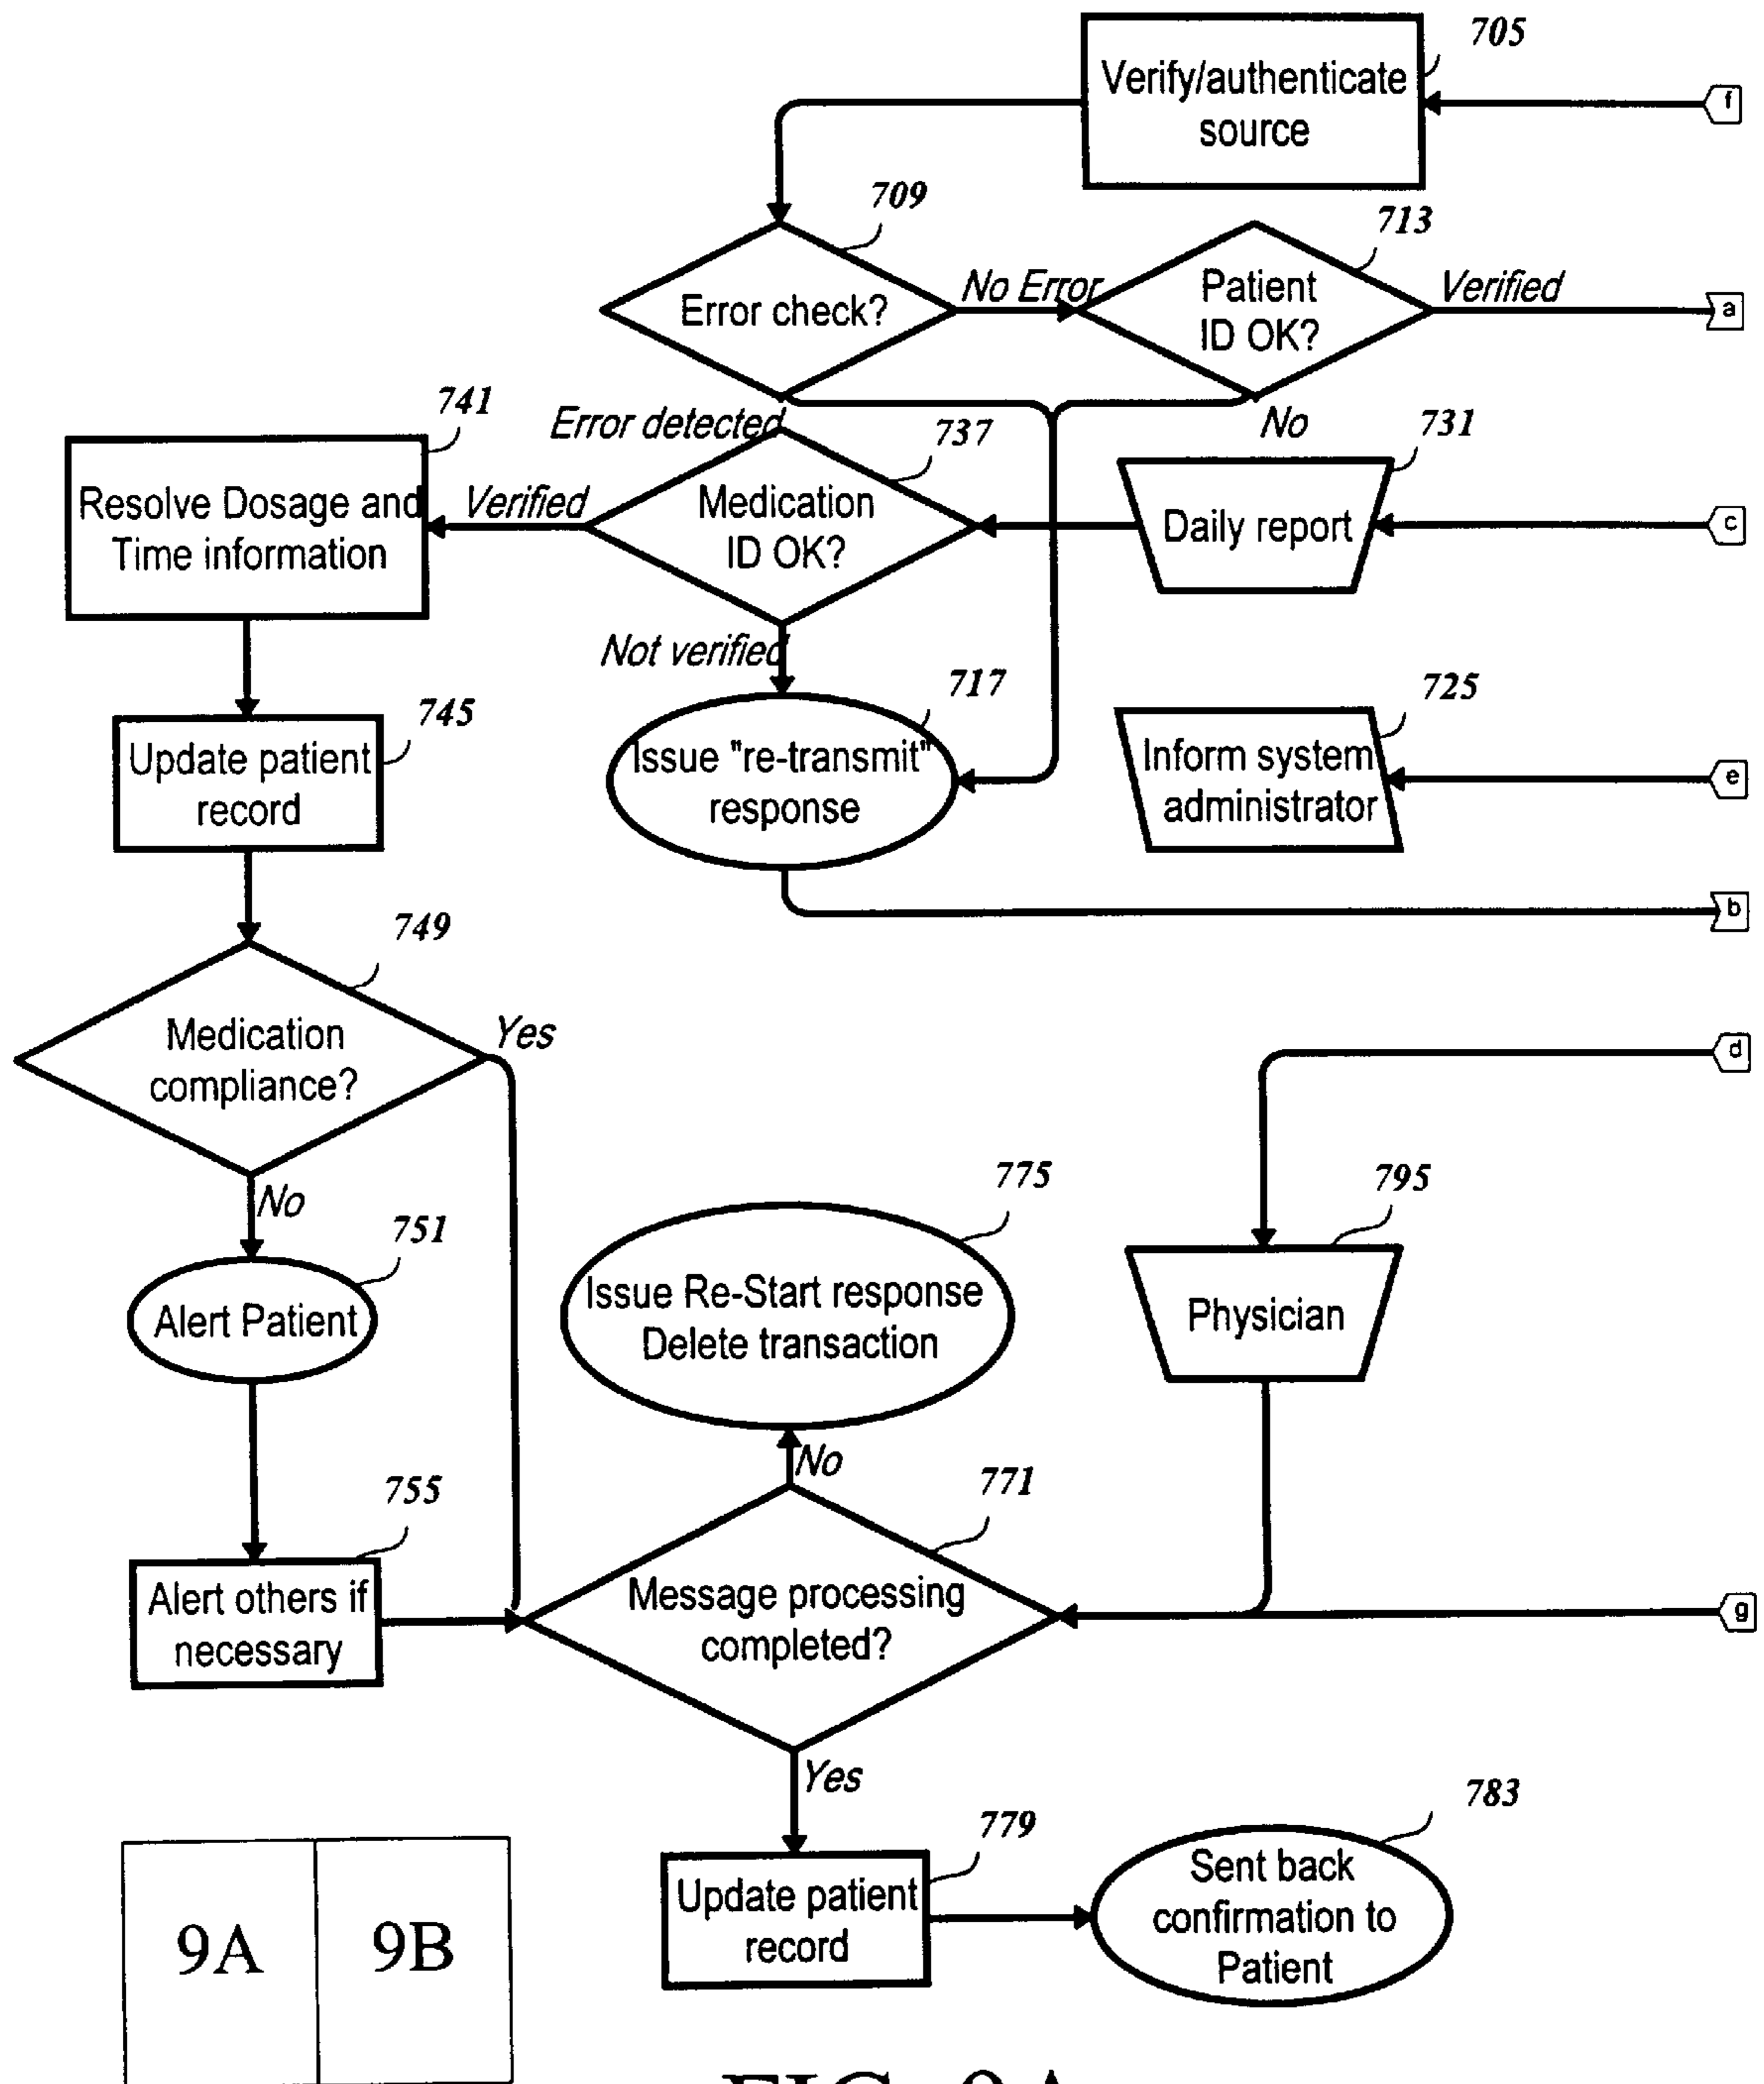 705
Verify/authenticate
source
f
709
713
Error check?
No Error
Patient
ID OK?
Verified
a
741
Error detected
737
No
731
Resolve Dosage and
Time information
Verified
Medication
ID OK?
Daily report
c
Not verified
717
725
745
Update patient
record
Issue "re-transmit"
response
Inform system
administrator
e
b
749
Medication
compliance?
Yes
d
No
775
795
751
Alert Patient
Issue Re-Start response
Delete transaction
Physician
No
771
755
Alert others if
necessary
Message processing
completed?
g
Yes
779
783
Update patient
record
Sent back
confirmation to
Patient
9A
9B
FIG. 9A